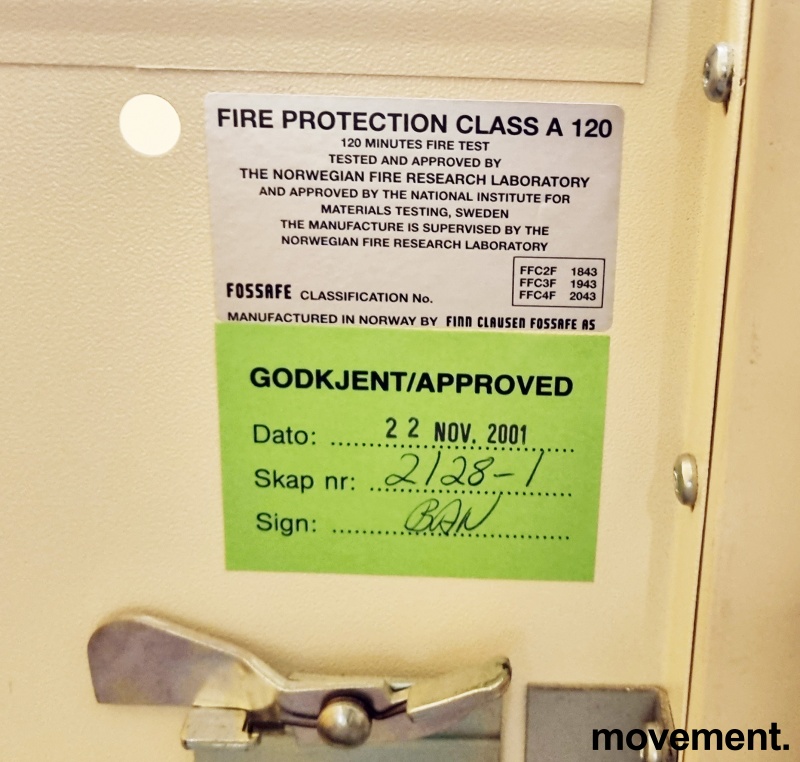 FIRE PROTECTION CLASS A 120
120 MINUTES FIRE TEST
TESTED AND APPROVED BY
THE NORWEGIAN FIRE RESEARCH LABORATORY
AND APPROVED BY THE NATIONAL INSTITUTE FOR
MATERIALS TESTING, SWEDEN
THE MANUFACTURE IS SUPERVISED BY THE
NORWEGIAN FIRE RESEARCH LABORATORY
FFC2F 1843
FFC3F 1943
FFC4F 2043
FOSSAFE CLASSIFICATION No.
MANUFACTURED IN NORWAY BY FINN CLAUSEN FOSSAFE AS
GODKJENT/APPROVED
Dato: ...... 22 NOV. 2001
Skap nr: .. 2128-1
Sign: ........ BAN
movement.